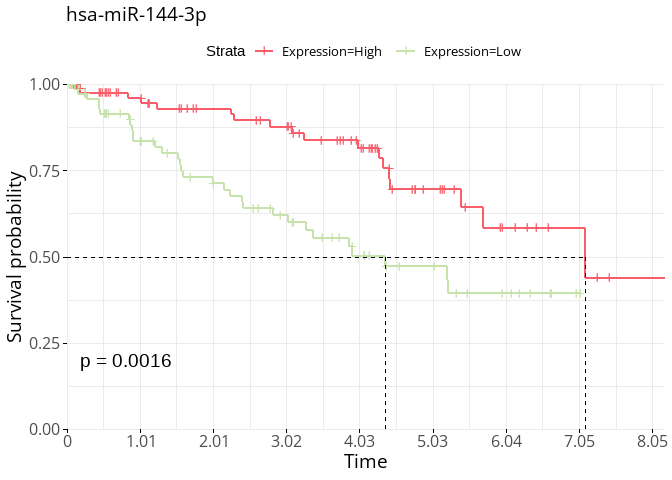 hsa-miR-144-3p
Strata Expression=High Expression=Low
Survival probability
1.00
0.75
0.50
0.25
0.00
p = 0.0016
0 1.01 2.01 3.02 4.03 5.03 6.04 7.05 8.05
Time